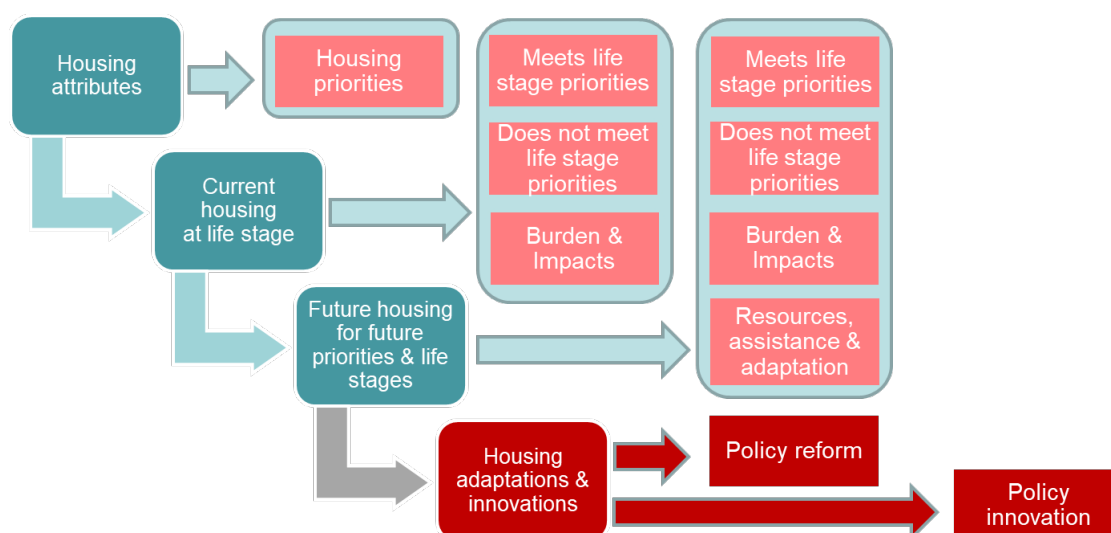 Housing
attributes
Housing
priorities
Meets life
stage priorities
Does not meet
life stage
priorities
Burden &
Impacts
Meets life
stage priorities
Does not meet
life stage
priorities
Burden &
Impacts
Resources,
assistance &
adaptation
Current
housing
at life stage
Future housing
for future
priorities & life
stages
Housing
adaptations &
innovations
Policy reform
Policy
innovation